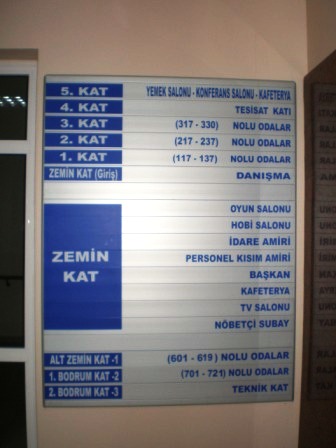 5. KAT YEMEK SALONU - KONFERANS SALONU - KAFETERYA
4. KAT TESİSAT KATI
3. KAT (317 - 330) NOLU ODALAR
2. KAT (217 - 237) NOLU ODALAR
1. KAT (117 - 137) NOLU ODALAR
ZEMİN KAT (Giriş) DANIŞMA
ZEMİN KAT
OYUN SALONU
HOBİ SALONU
İDARE AMİRİ
PERSONEL KISIM AMİRİ
BAŞKAN
KAFETERYA
TV SALONU
NÖBETÇİ SUBAY
ALT ZEMİN KAT -1 (601 - 619) NOLU ODALAR
1. BODRUM KAT -2 (701 - 721) NOLU ODALAR
2. BODRUM KAT -3 TEKNİK KAT